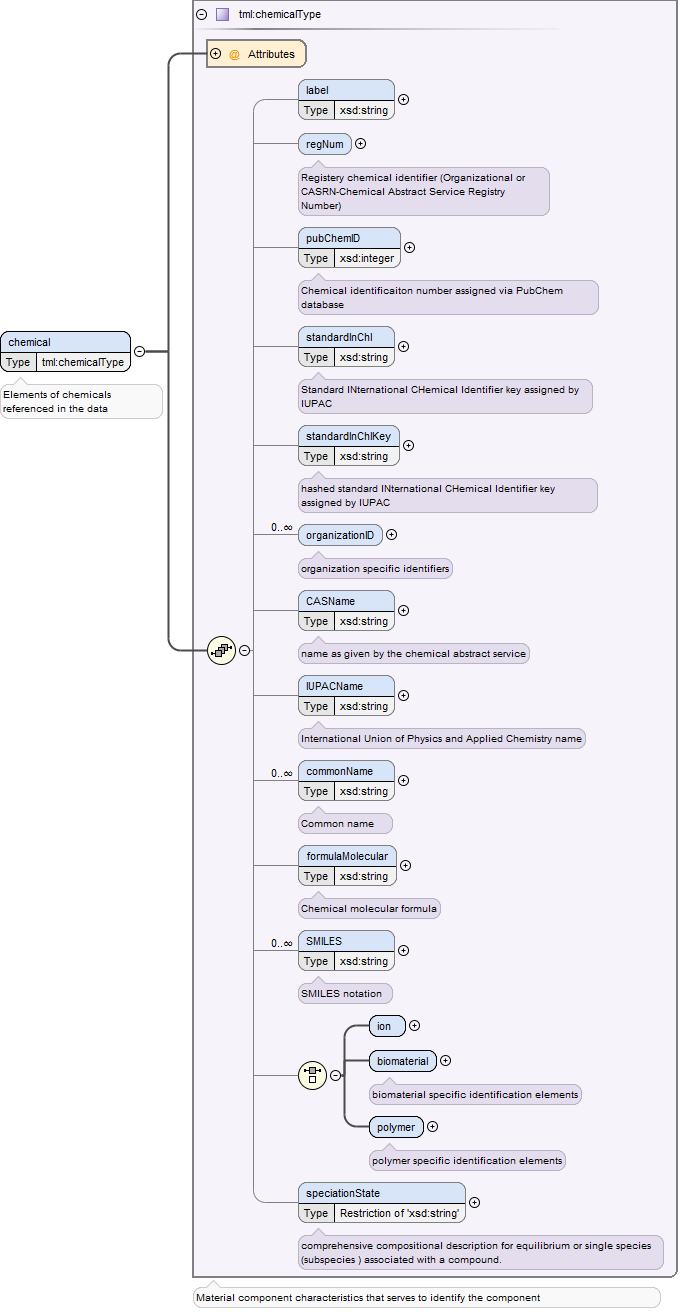 tml:chemicalType
@ Attributes
label
Type xsd:string
regNum
Registery chemical identifier (Organizational or
CASRN-Chemical Abstract Service Registry
Number)
pubChemID
Type xsd:integer
Chemical identificaiton number assigned via PubChem
database
chemical
Type tml:chemicalType
Elements of chemicals
referenced in the data
standardInChI
Type xsd:string
Standard INternational CHemical Identifier key assigned by
IUPAC
standardInChIKey
Type xsd:string
hashed standard INternational CHemical Identifier key
assigned by IUPAC
0..∞
organizationID
organization specific identifiers
CASName
Type xsd:string
name as given by the chemical abstract service
IUPACName
Type xsd:string
International Union of Physics and Applied Chemistry name
0..∞
commonName
Type xsd:string
Common name
formulaMolecular
Type xsd:string
Chemical molecular formula
0..∞
SMILES
Type xsd:string
SMILES notation
ion
biomaterial
biomaterial specific identification elements
polymer
polymer specific identification elements
speciationState
Type Restriction of 'xsd:string'
comprehensive compositional description for equilibrium or single species
(subspecies ) associated with a compound.
Material component characteristics that serves to identify the component